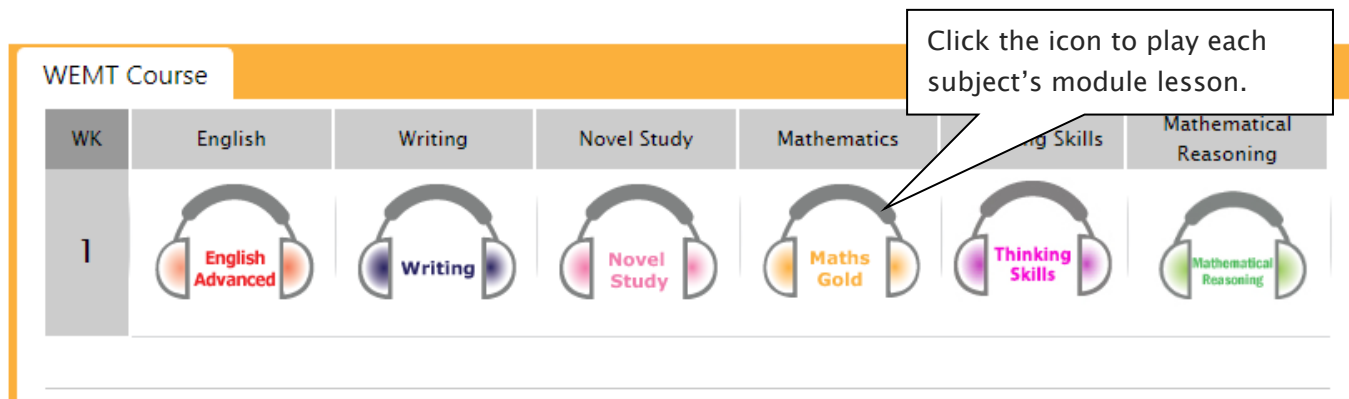 Click the icon to play each
subject's module lesson.
WEMT Course
WK
English
Writing
Novel Study
Mathematics
Skills
Mathematical
Reasoning
1
English
Advanced
Writing
Novel
Study
Maths
Gold
Thinking
Skills
Mathematical
Reasoning